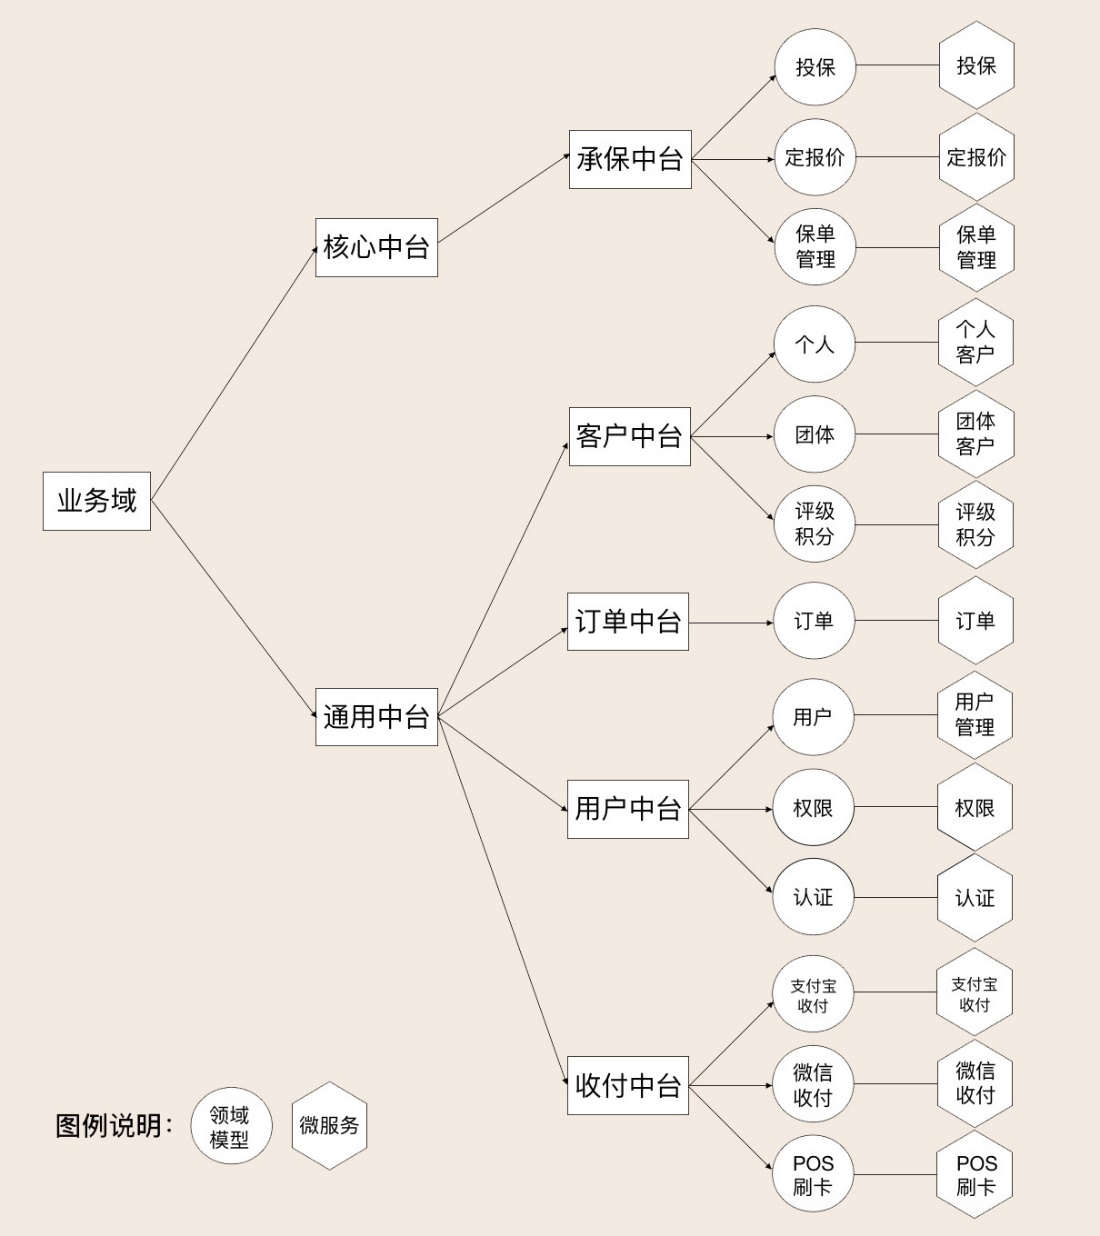 业务域
核心中台
承保中台
投保
投保
定报价
定报价
保单
管理
保单
管理
通用中台
客户中台
个人
个人
客户
团体
团体
客户
评级
积分
评级
积分
订单中台
订单
订单
用户中台
用户
用户
管理
权限
权限
认证
认证
收付中台
支付宝
收付
支付宝
收付
微信
收付
微信
收付
POS
刷卡
POS
刷卡
图例说明：
领域
模型
微服务